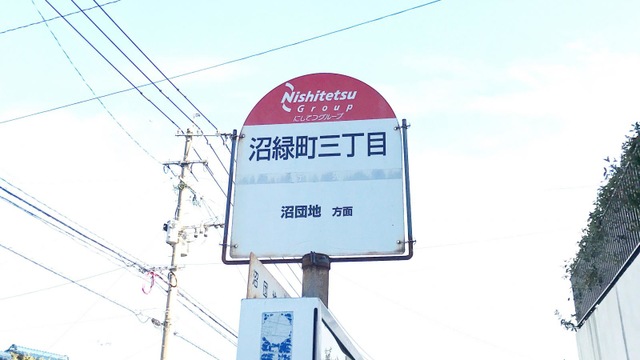 Nishitetsu
Group
にしてつグループ
沼緑町三丁目
沼団地 方面